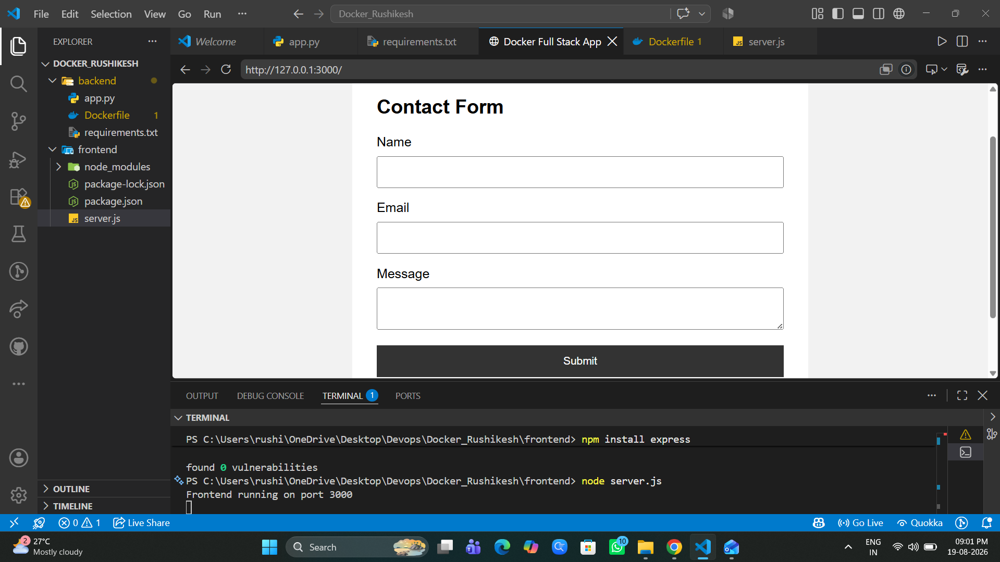 File Edit Selection View Go Run
Docker_Rushikesh
EXPLORER
DOCKER_RUSHIKESH
backend
app.py
Dockerfile 1
requirements.txt
frontend
node_modules
package-lock.json
package.json
server.js
OUTLINE
TIMELINE
Welcome app.py requirements.txt Docker Full Stack App Dockerfile 1 server.js
http://127.0.0.1:3000/
Contact Form
Name
Email
Message
Submit
OUTPUT DEBUG CONSOLE TERMINAL 1 PORTS
TERMINAL
PS C:\Users\rushi\OneDrive\Desktop\Devops\Docker_Rushikesh\frontend> npm install express
found 0 vulnerabilities
PS C:\Users\rushi\OneDrive\Desktop\Devops\Docker_Rushikesh\frontend> node server.js
Frontend running on port 3000
0 1 Live Share Go Live Quokka
2 27°C
Mostly cloudy
Search
10
ENG
IN
09:01 PM
19-08-2026